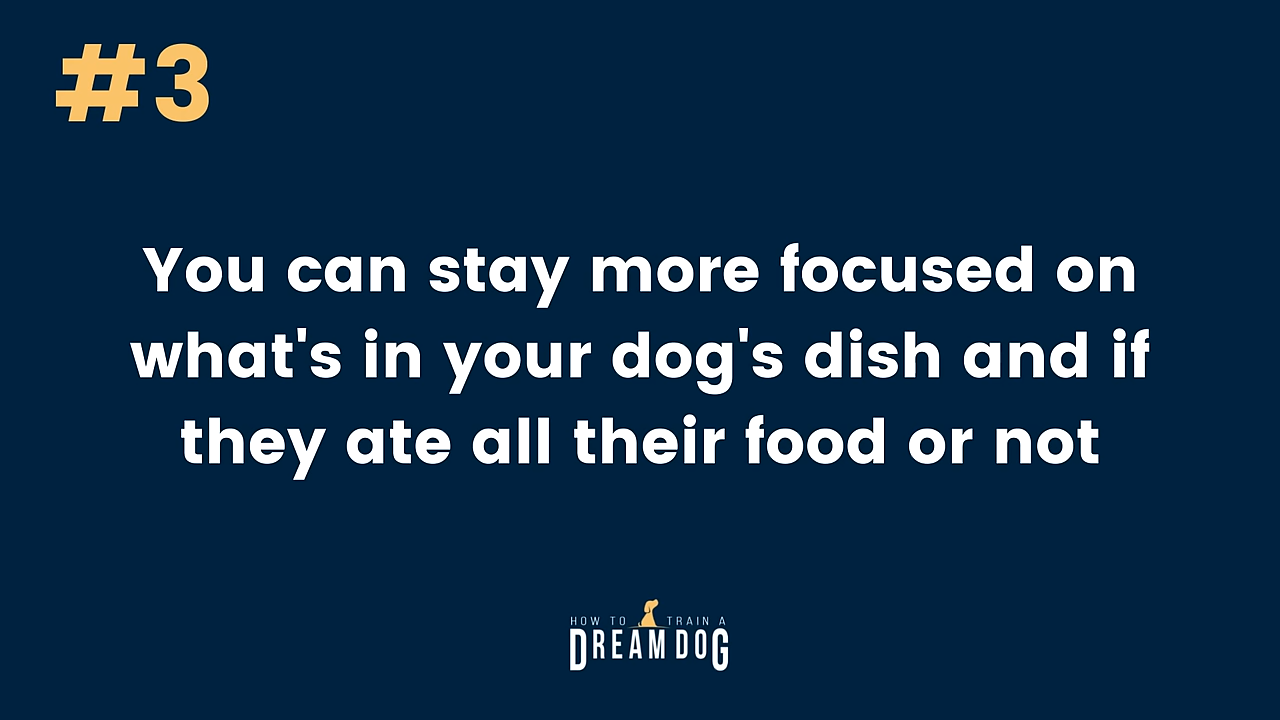 #3
You can stay more focused on
what's in your dog's dish and if
they ate all their food or not
HOW TO TRAIN A
DREAM DOG